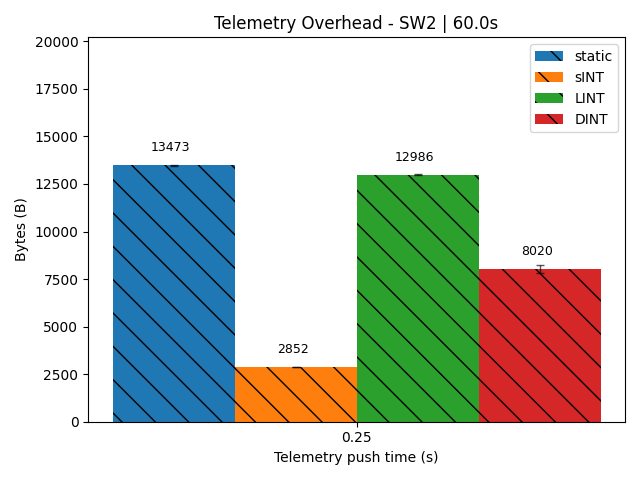 Telemetry Overhead - SW2 | 60.0s
static
sINT
LINT
DINT
20000
17500
15000
12500
10000
7500
5000
2500
0
Bytes (B)
13473
2852
12986
8020
0.25
Telemetry push time (s)